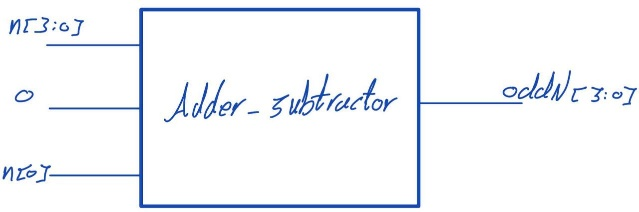 n[3:0]
0
Adder_subtractor
oddN[3:0]
n[0]